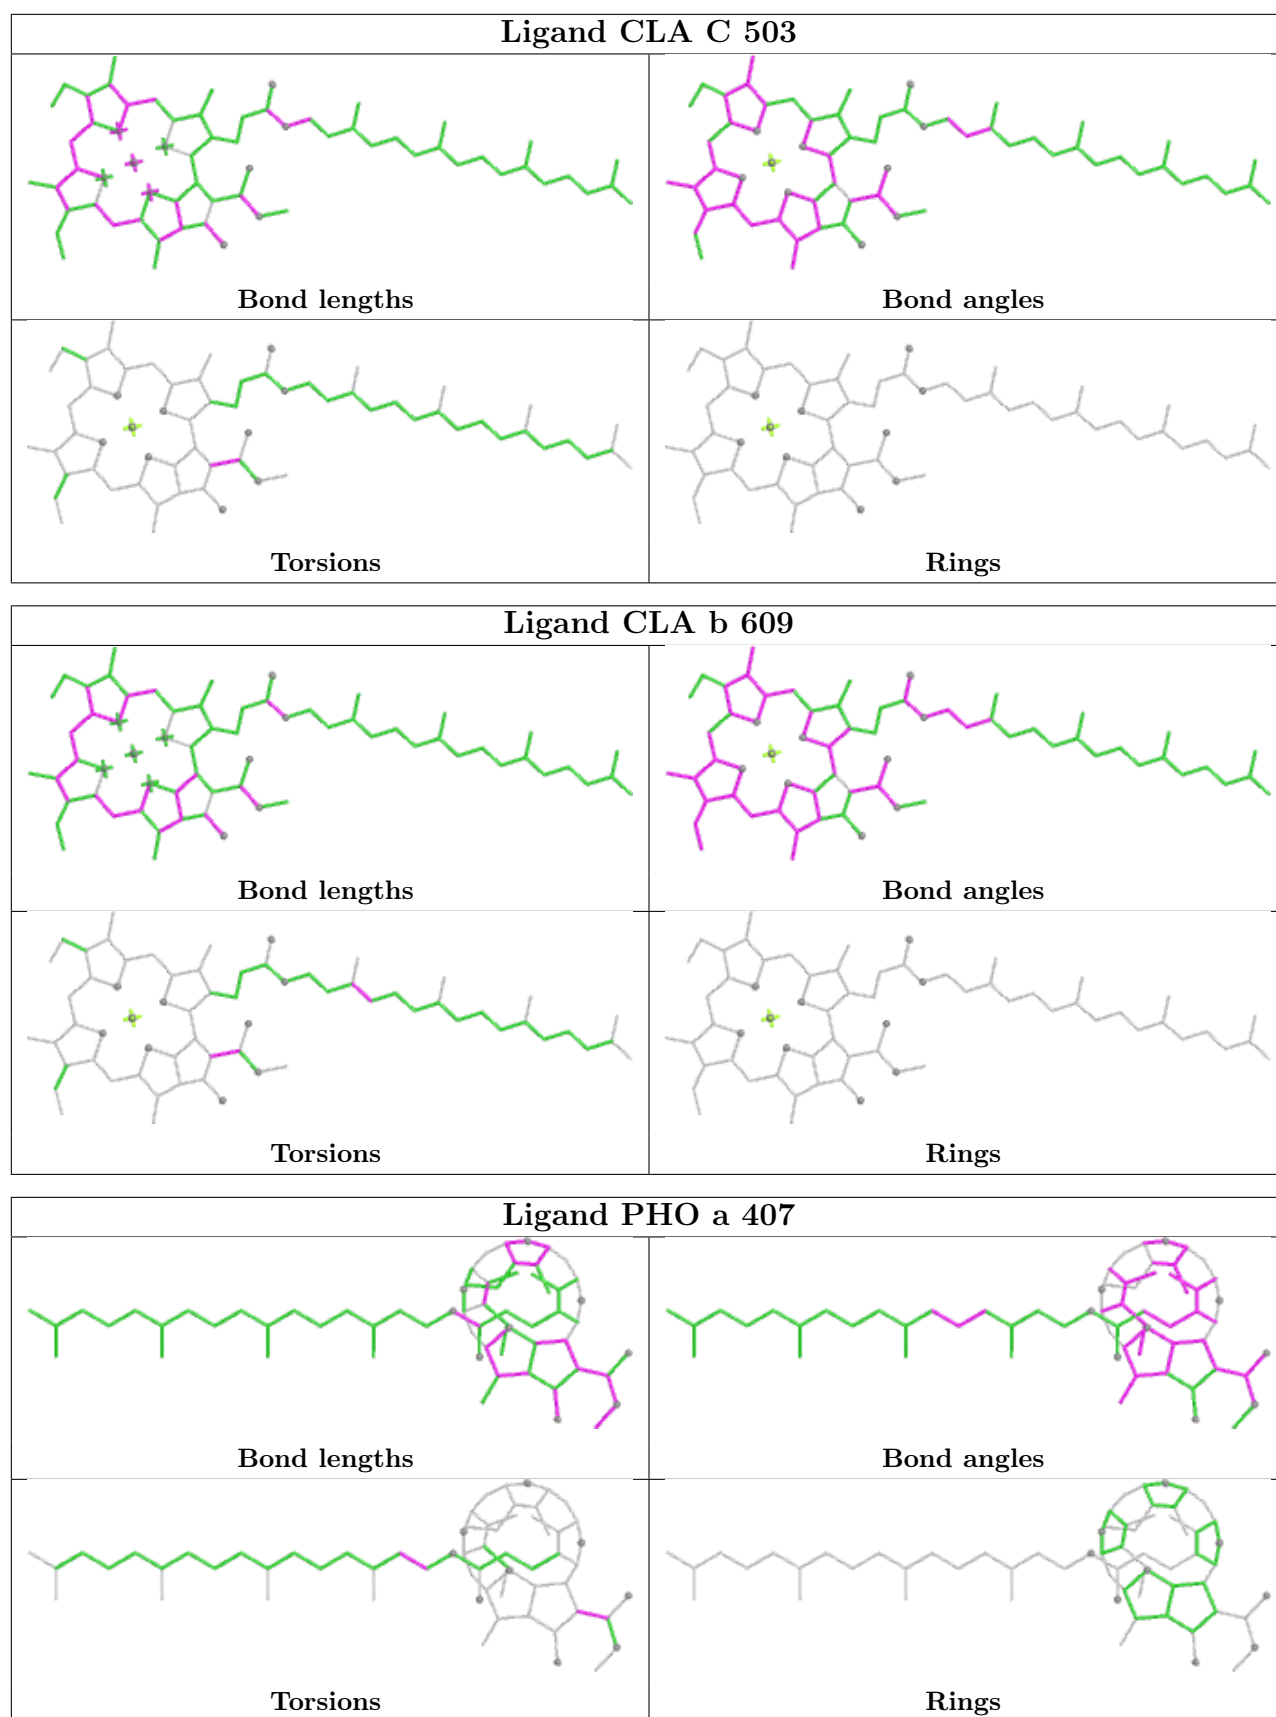 Ligand CLA C 503
Bond lengths
Bond angles
Torsions
Rings
Ligand CLA b 609
Bond lengths
Bond angles
Torsions
Rings
Ligand PHO a 407
Bond lengths
Bond angles
Torsions
Rings